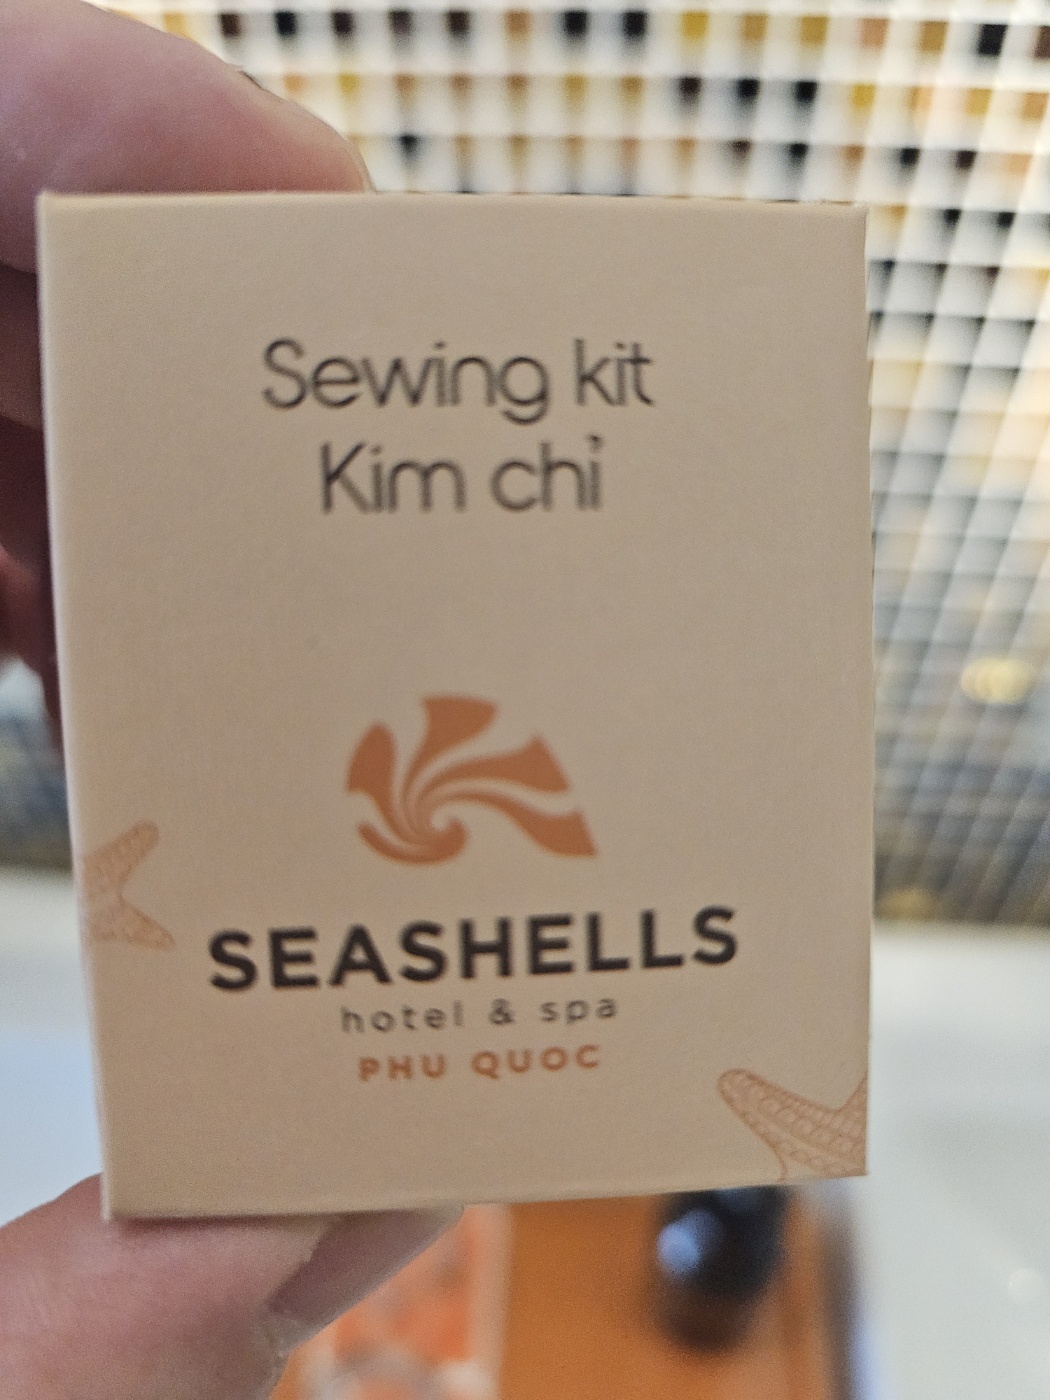 Sewing kit
Kim chỉ
SEASHELLS
hotel & spa
PHU QUOC